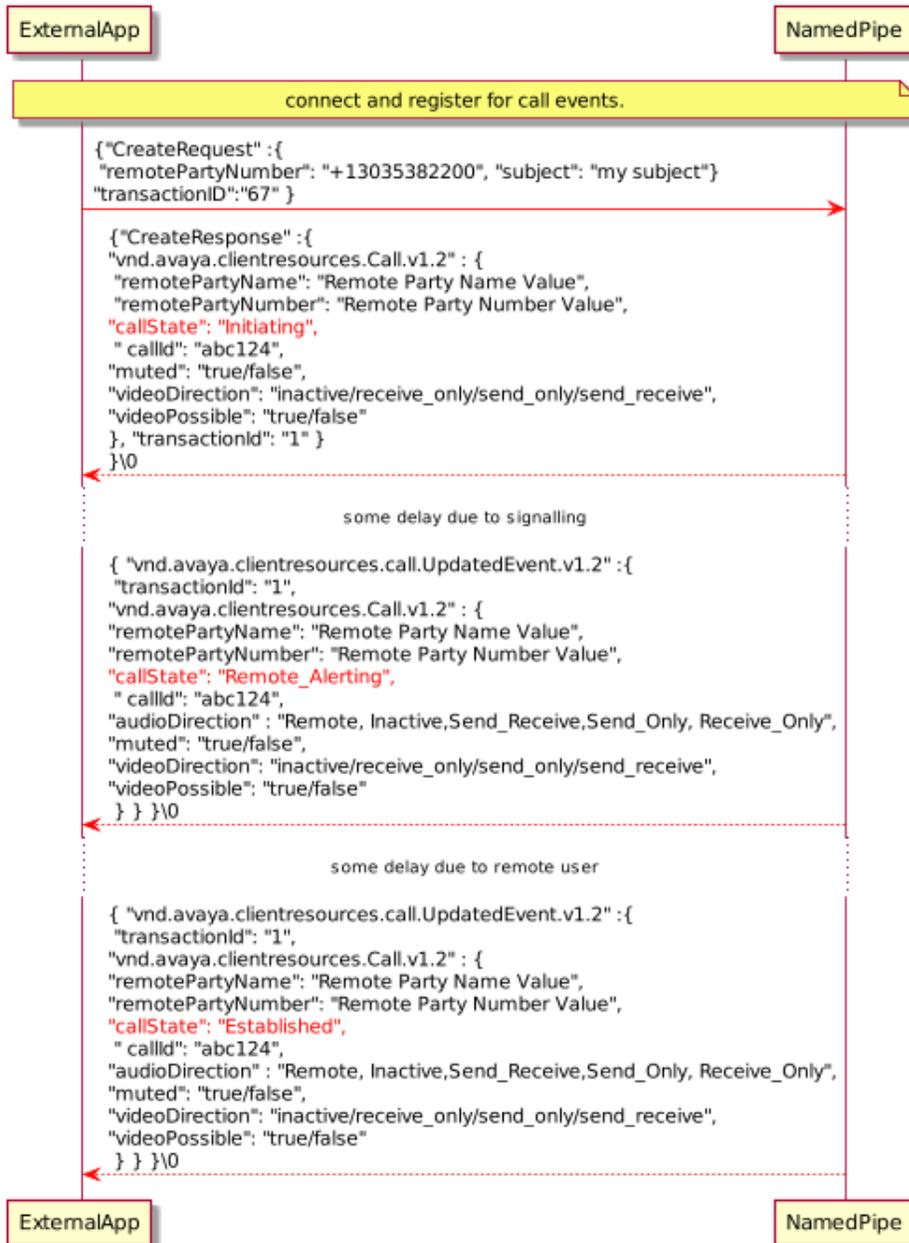 ExternalApp
NamedPipe
connect and register for call events.
{"CreateRequest" :{
"remotePartyNumber": "+13035382200", "subject": "my subject"}
"transactionID":"67" }
{"CreateResponse" :{
"vnd.avaya.clientresources.Call.v1.2" : {
"remotePartyName": "Remote Party Name Value",
"remotePartyNumber": "Remote Party Number Value",
"callState": "Initiating",
" callId": "abc124",
"muted": "true/false",
"videoDirection": "inactive/receive_only/send_only/send_receive",
"videoPossible": "true/false"
}, "transactionId": "1" }
}\0
some delay due to signalling
{ "vnd.avaya.clientresources.call.UpdatedEvent.v1.2" :{
"transactionId": "1",
"vnd.avaya.clientresources.Call.v1.2" : {
"remotePartyName": "Remote Party Name Value",
"remotePartyNumber": "Remote Party Number Value",
"callState": "Remote_Alerting",
" callId": "abc124",
"audioDirection" : "Remote, Inactive,Send_Receive,Send_Only, Receive_Only",
"muted": "true/false",
"videoDirection": "inactive/receive_only/send_only/send_receive",
"videoPossible": "true/false"
} } }\0
some delay due to remote user
{ "vnd.avaya.clientresources.call.UpdatedEvent.v1.2" :{
"transactionId": "1",
"vnd.avaya.clientresources.Call.v1.2" : {
"remotePartyName": "Remote Party Name Value",
"remotePartyNumber": "Remote Party Number Value",
"callState": "Established",
" callId": "abc124",
"audioDirection" : "Remote, Inactive,Send_Receive,Send_Only, Receive_Only",
"muted": "true/false",
"videoDirection": "inactive/receive_only/send_only/send_receive",
"videoPossible": "true/false"
} } }\0
ExternalApp
NamedPipe